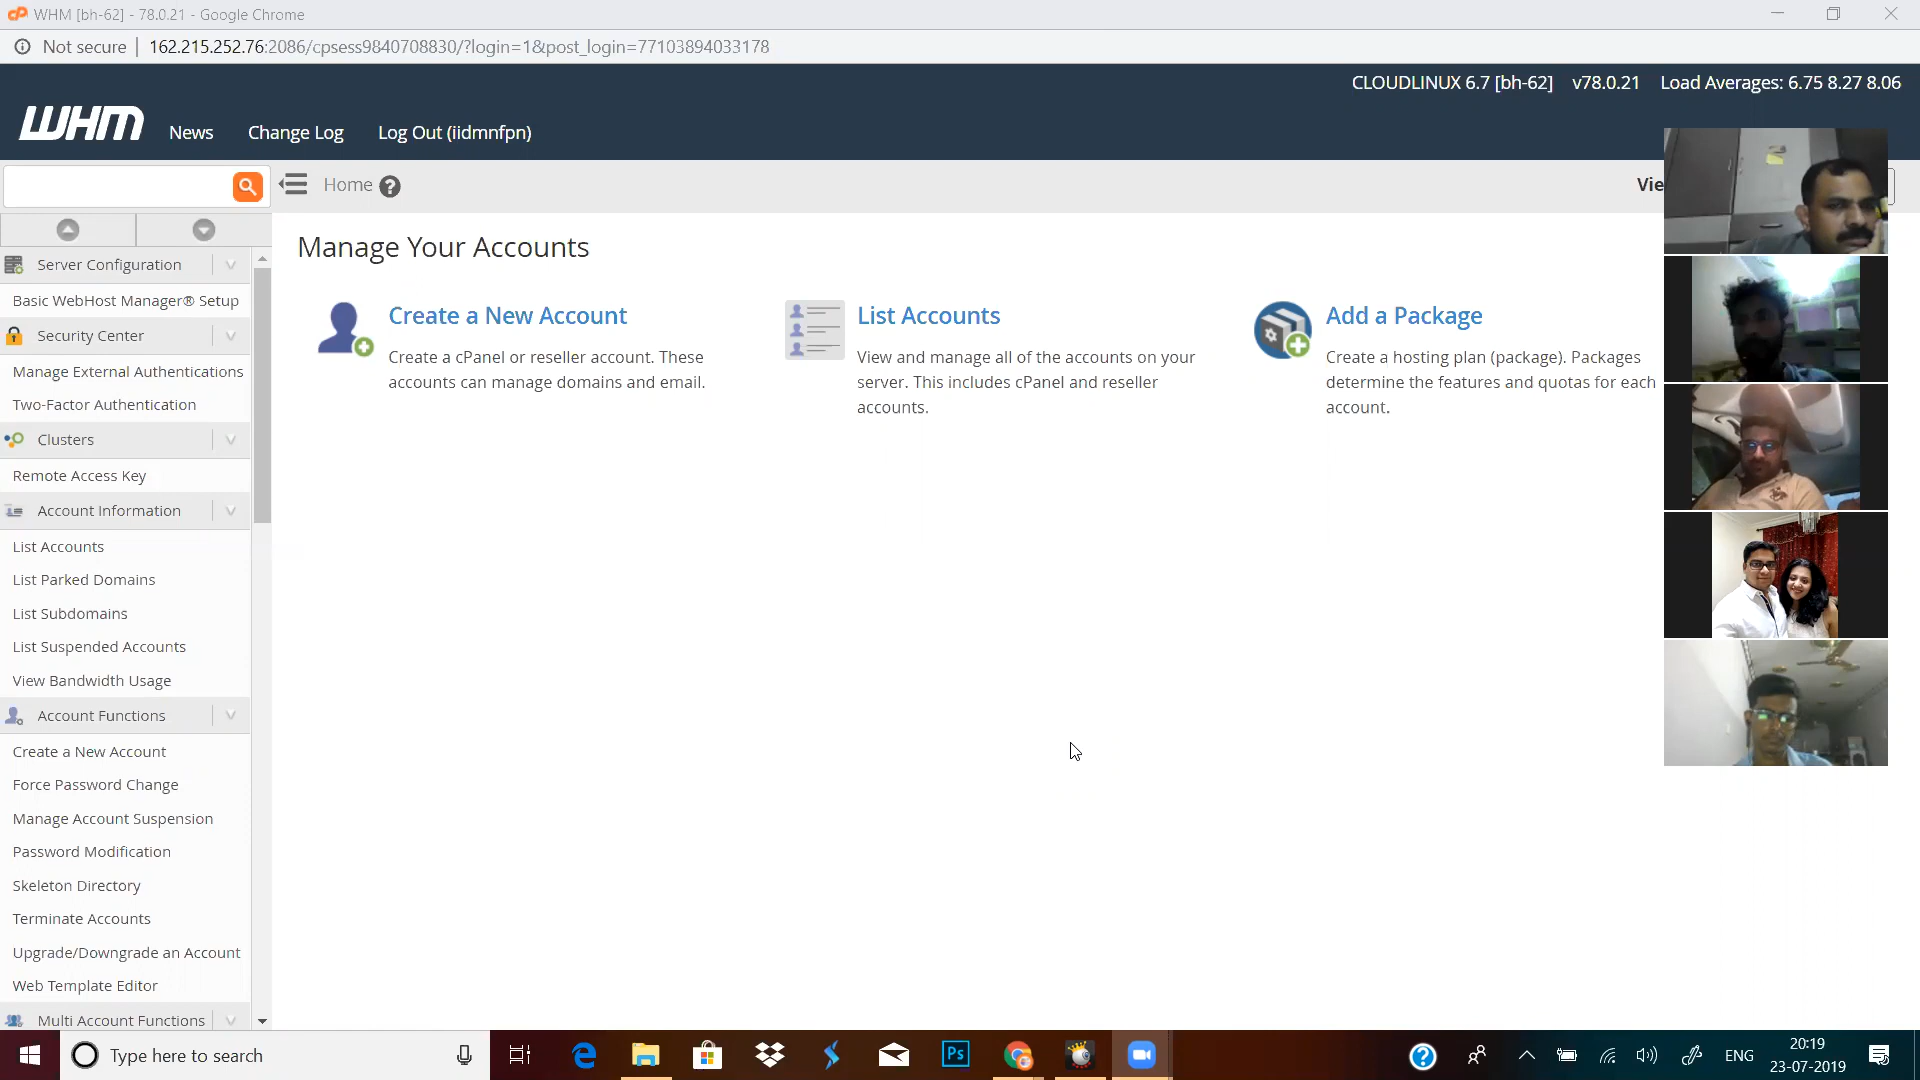 WHM [bh-62] - 78.0.21 - Google Chrome
Not secure | 162.215.252.76:2086/cpsess9840708830/?login=1&post_login=77103894033178
CLOUDLINUX 6.7 [bh-62] v78.0.21 Load Averages: 6.75 8.27 8.06
WHM News Change Log Log Out (iidmnfpn)
Home ?
Vie
Manage Your Accounts
Create a New Account
Create a cPanel or reseller account. These
accounts can manage domains and email.
List Accounts
View and manage all of the accounts on your
server. This includes cPanel and reseller
accounts.
Add a Package
Create a hosting plan (package). Packages
determine the features and quotas for each
account.
Server Configuration
Basic WebHost Manager® Setup
Security Center
Manage External Authentications
Two-Factor Authentication
Clusters
Remote Access Key
Account Information
List Accounts
List Parked Domains
List Subdomains
List Suspended Accounts
View Bandwidth Usage
Account Functions
Create a New Account
Force Password Change
Manage Account Suspension
Password Modification
Skeleton Directory
Terminate Accounts
Upgrade/Downgrade an Account
Web Template Editor
Multi Account Functions
Type here to search
Ps
ENG
20:19
23-07-2019